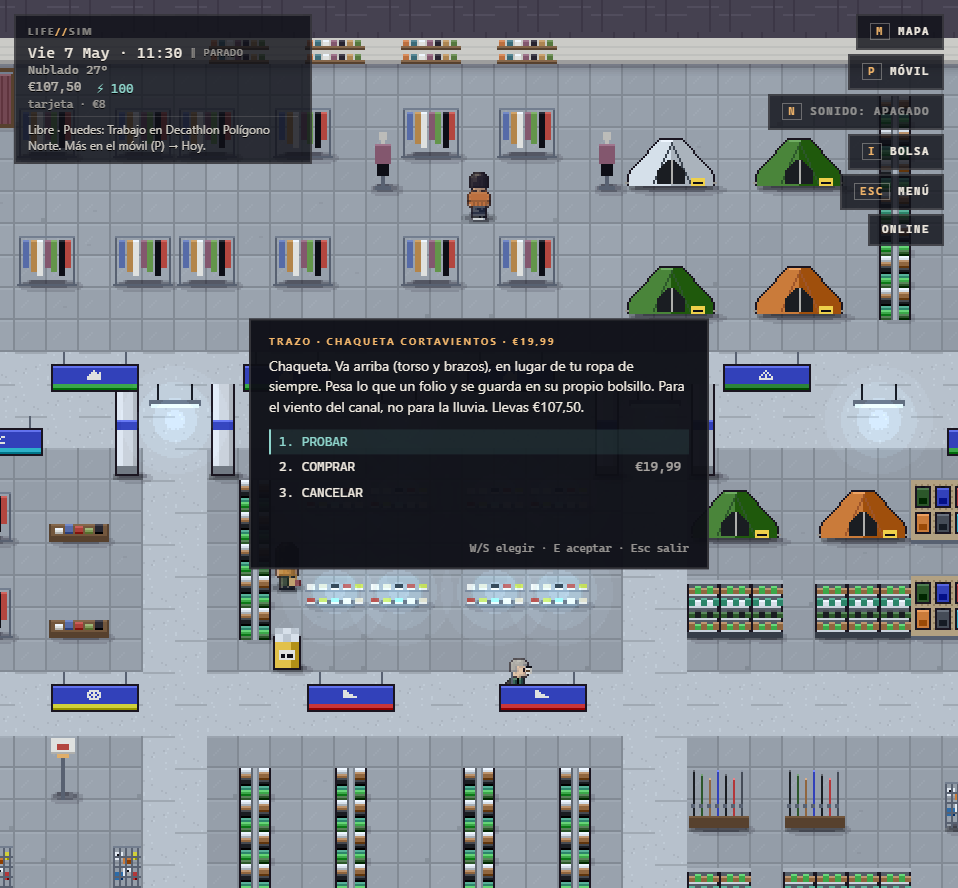 LIFE//SIM
Vie 7 May · 11:30 ‖ PARADO
Nublado 27°
€107,50 ⚡ 100
tarjeta · €8
Libre · Puedes: Trabajo en Decathlon Polígono
Norte. Más en el móvil (P) → Hoy.
M MAPA
P MÓVIL
N SONIDO: APAGADO
I BOLSA
ESC MENÚ
ONLINE
TRAZO · CHAQUETA CORTAVIENTOS · €19,99
Chaqueta. Va arriba (torso y brazos), en lugar de tu ropa de
siempre. Pesa lo que un folio y se guarda en su propio bolsillo. Para
el viento del canal, no para la lluvia. Llevas €107,50.
1. PROBAR
2. COMPRAR €19,99
3. CANCELAR
W/S elegir · E aceptar · Esc salir